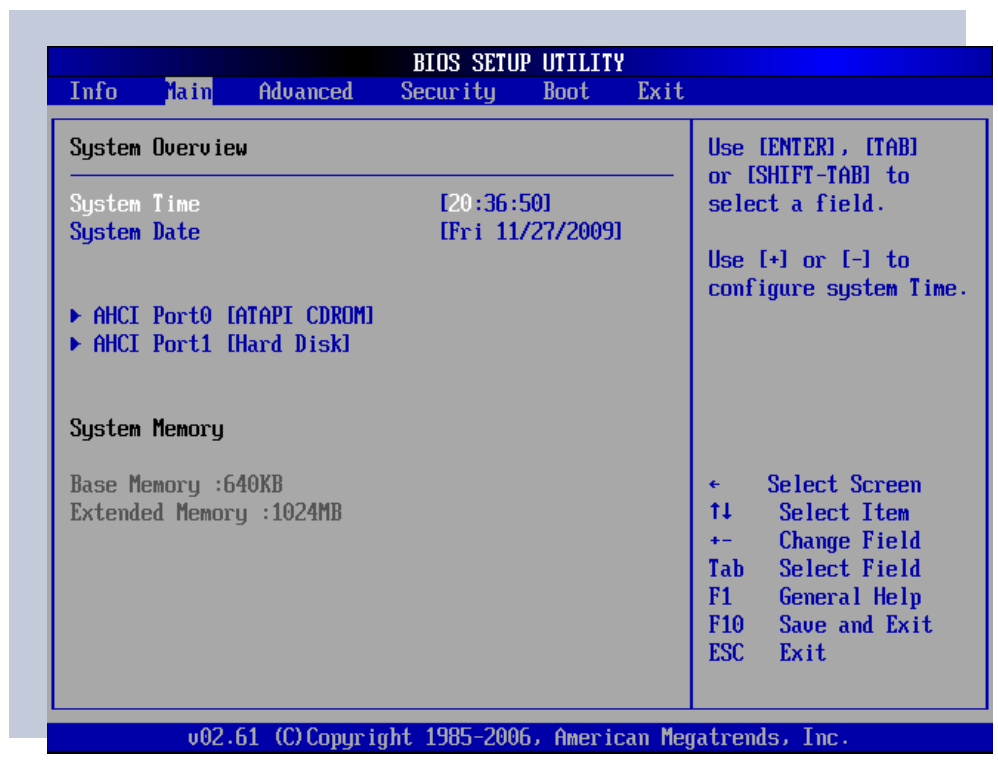 BIOS SETUP UTILITY
Info Main Advanced Security Boot Exit
System Overview
System Time [20:36:50]
System Date [Fri 11/27/2009]
▶ AHCI Port0 [ATAPI CDROM]
▶ AHCI Port1 [Hard Disk]
System Memory
Base Memory :640KB
Extended Memory :1024MB
Use [ENTER], [TAB]
or [SHIFT-TAB] to
select a field.
Use [+] or [-] to
configure system Time.
← Select Screen
↑↓ Select Item
+- Change Field
Tab Select Field
F1 General Help
F10 Save and Exit
ESC Exit
v02.61 (C)Copyright 1985-2006, American Megatrends, Inc.